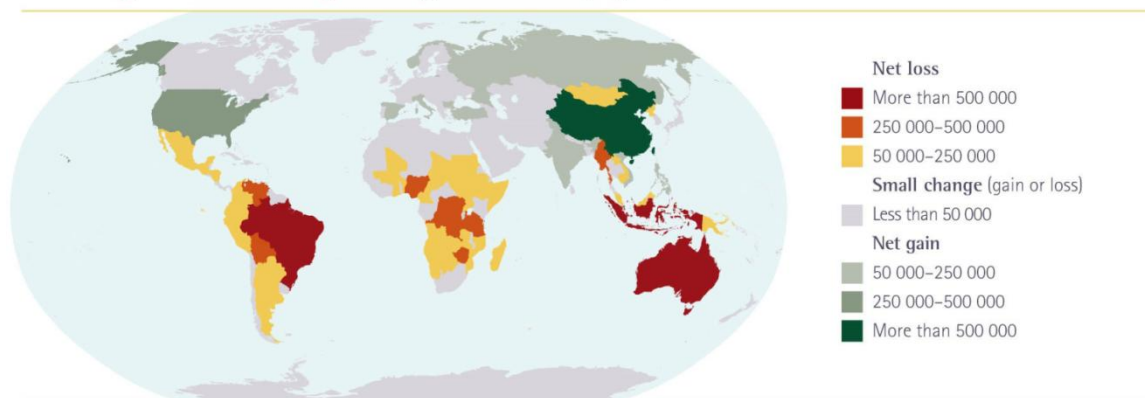 Net loss
More than 500 000
250 000–500 000
50 000–250 000
Small change (gain or loss)
Less than 50 000
Net gain
50 000–250 000
250 000–500 000
More than 500 000